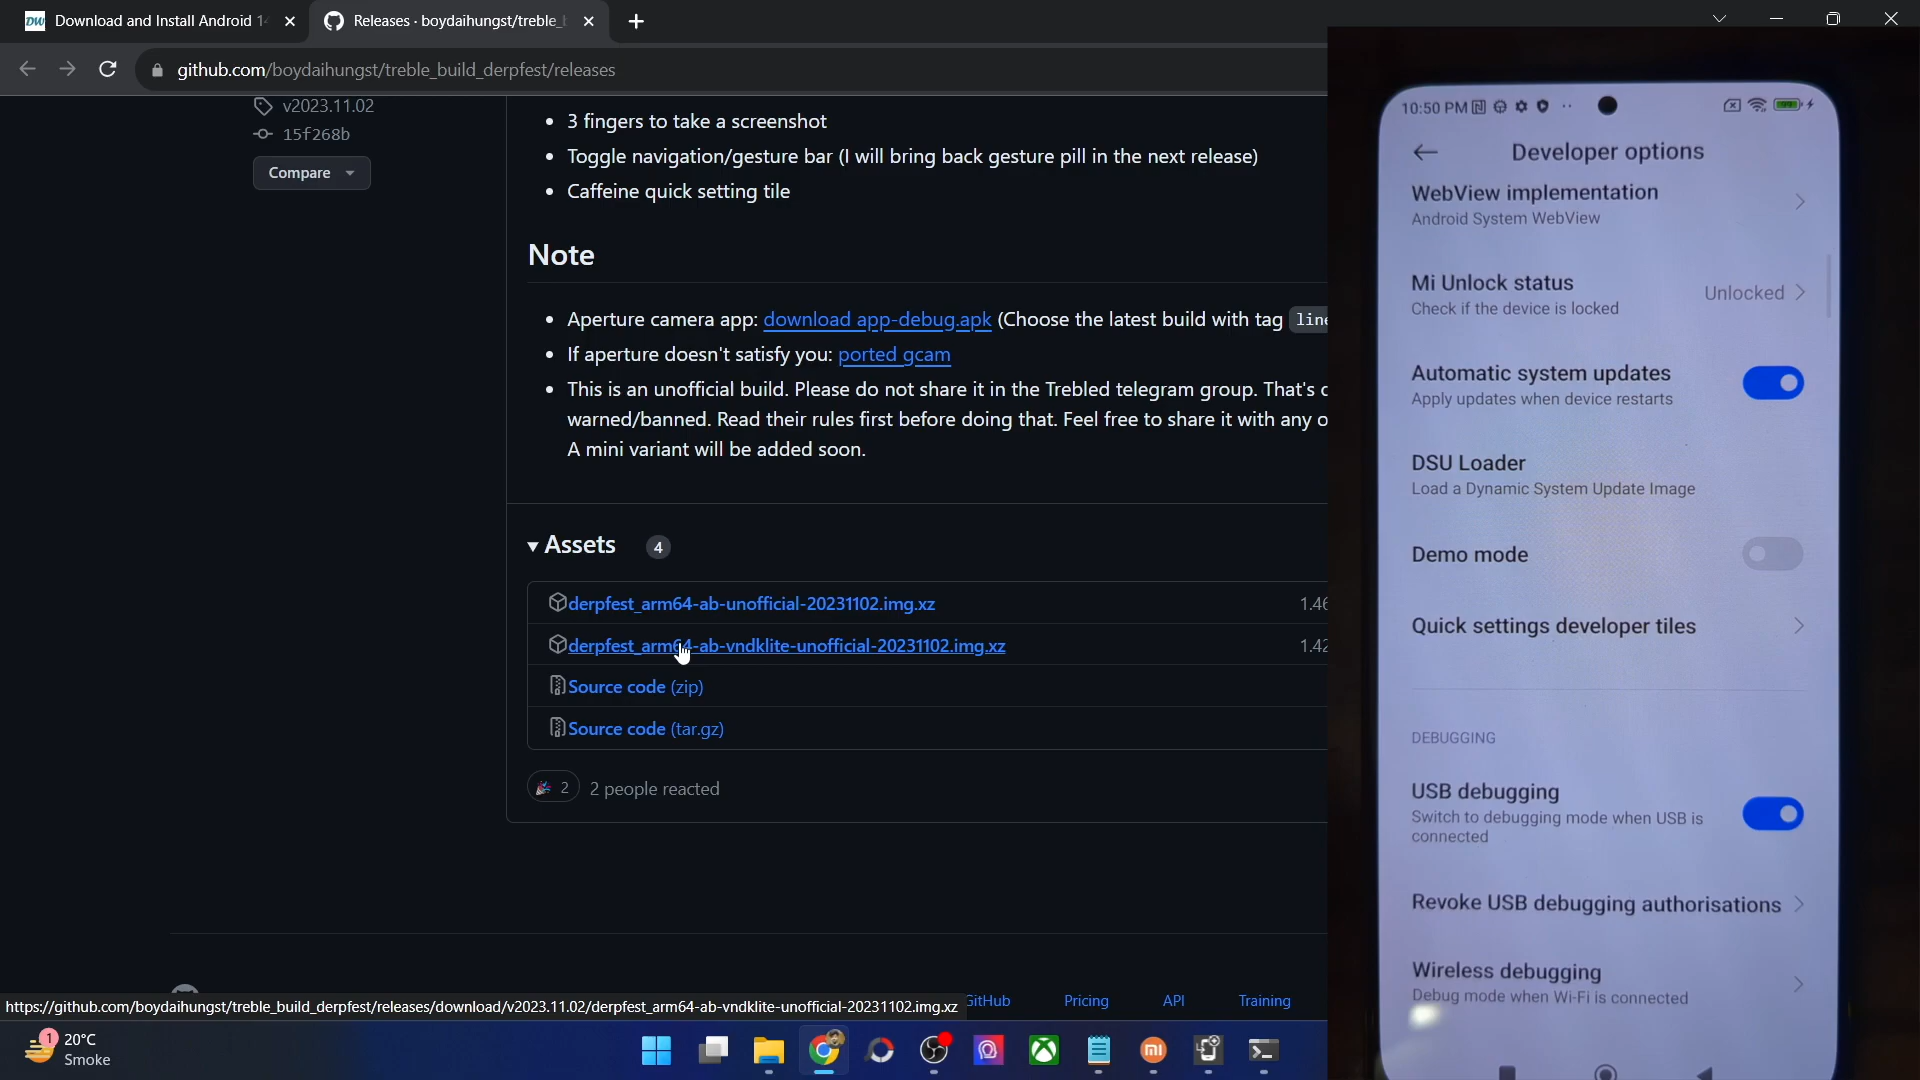 Download and Install Android 14
Releases · boydaihungst/treble_
github.com/boydaihungst/treble_build_derpfest/releases
v2023.11.02
15f268b
Compare
3 fingers to take a screenshot
Toggle navigation/gesture bar (I will bring back gesture pill in the next release)
Caffeine quick setting tile
Note
Aperture camera app: download app-debug.apk (Choose the latest build with tag line
If aperture doesn't satisfy you: ported gcam
This is an unofficial build. Please do not share it in the Trebled telegram group. That's
warned/banned. Read their rules first before doing that. Feel free to share it with any
A mini variant will be added soon.
Assets 4
derpfest_arm64-ab-unofficial-20231102.img.xz 1.46
derpfest_arm64-ab-vndklite-unofficial-20231102.img.xz 1.42
Source code (zip)
Source code (tar.gz)
2 2 people reacted
GitHub Pricing API Training
https://github.com/boydaihungst/treble_build_derpfest/releases/download/v2023.11.02/derpfest_arm64-ab-vndklite-unofficial-20231102.img.xz
1 20°C
Smoke
10:50 PM
Developer options
WebView implementation
Android System WebView
Mi Unlock status
Check if the device is locked
Unlocked
Automatic system updates
Apply updates when device restarts
DSU Loader
Load a Dynamic System Update Image
Demo mode
Quick settings developer tiles
DEBUGGING
USB debugging
Switch to debugging mode when USB is
connected
Revoke USB debugging authorisations
Wireless debugging
Debug mode when Wi-Fi is connected